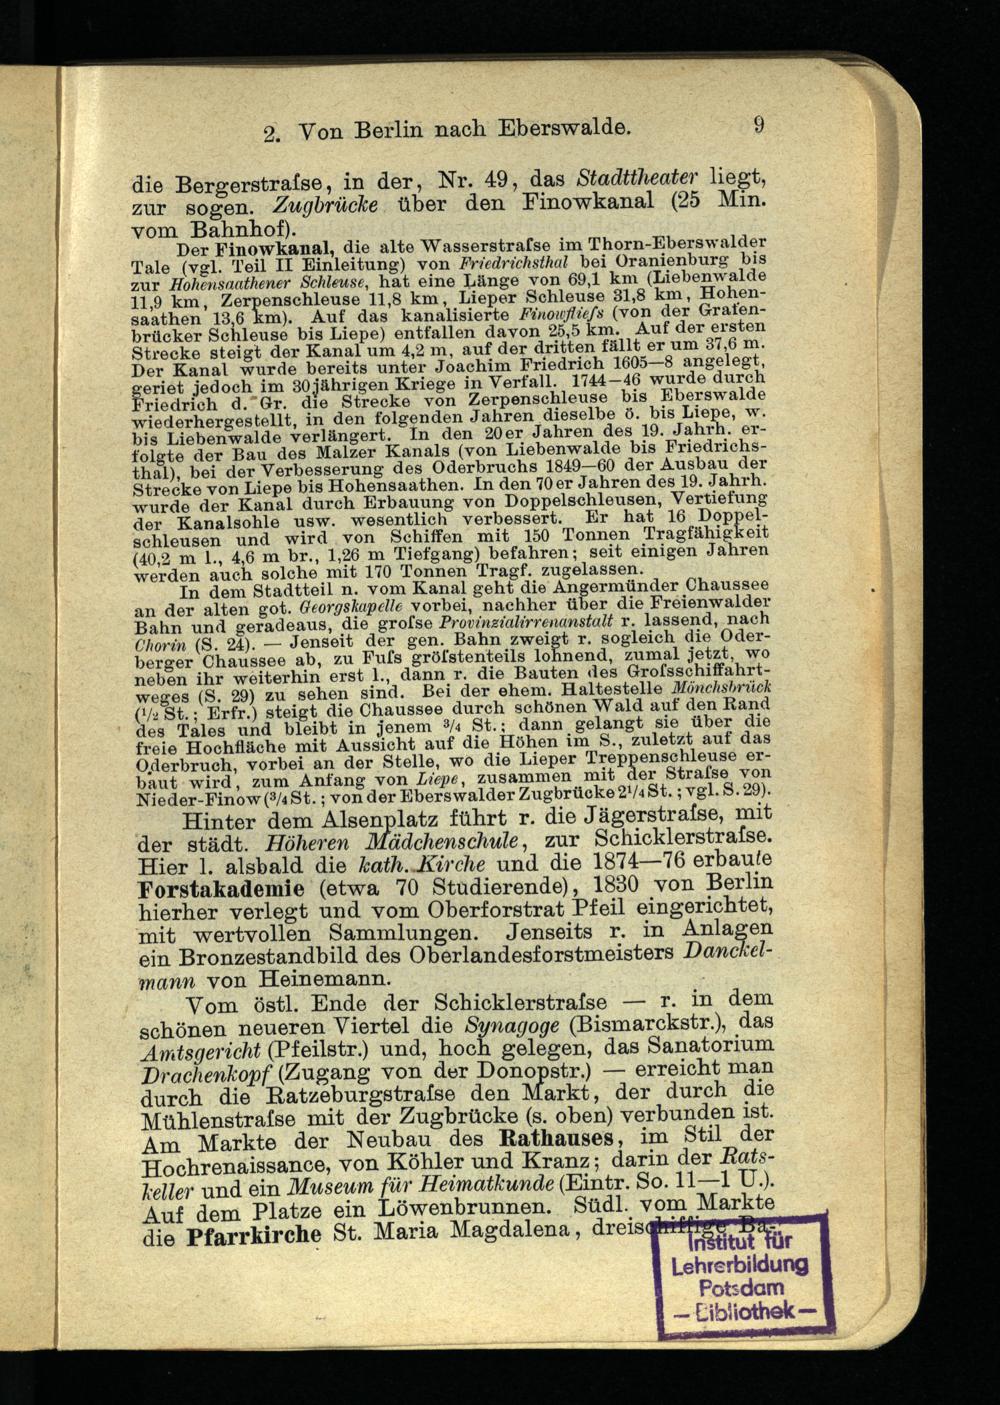 2. Von Berlin nach Eberswalde. 9
die Bergerstraſse, in der, Nr. 49, das Stadttheater liegt,
zur sogen. Zugbrücke über den Finowkanal (25 Min.
vom Bahnhof).
Der Finowkanal, die alte Wasserstraſse im Thorn-Eberswalder
Tale (vgl. Teil II Einleitung) von Friedrichsthal bei Oranienburg bis
zur Hohensaathener Schleuse, hat eine Länge von 69,1 km (Liebenwalde
11,9 km, Zerpenschleuse 11,8 km, Lieper Schleuse 31,8 km, Hohen-
saathen 13,6 km). Auf das kanalisierte Finowflieſs (von der Grafen-
brücker Schleuse bis Liepe) entfallen davon 25,5 km. Auf der ersten
Strecke steigt der Kanal um 4,2 m, auf der dritten fällt er um 37,6 m.
Der Kanal wurde bereits unter Joachim Friedrich 1605—8 angelegt,
geriet jedoch im 30jährigen Kriege in Verfall. 1744—46 wurde durch
Friedrich d. Gr. die Strecke von Zerpenschleuse bis Eberswalde
wiederhergestellt, in den folgenden Jahren dieselbe ö. bis Liepe, w.
bis Liebenwalde verlängert. In den 20er Jahren des 19. Jahrh. er-
folgte der Bau des Malzer Kanals (von Liebenwalde bis Friedrichs-
thal), bei der Verbesserung des Oderbruchs 1849—60 der Ausbau der
Strecke von Liepe bis Hohensaathen. In den 70er Jahren des 19. Jahrh.
wurde der Kanal durch Erbauung von Doppelschleusen, Vertiefung
der Kanalsohle usw. wesentlich verbessert. Er hat 16 Doppel-
schleusen und wird von Schiffen mit 150 Tonnen Tragfähigkeit
(40,2 m l., 4,6 m br., 1,26 m Tiefgang) befahren; seit einigen Jahren
werden auch solche mit 170 Tonnen Tragf. zugelassen.
In dem Stadtteil n. vom Kanal geht die Angermünder Chaussee
an der alten got. Georgskapelle vorbei, nachher über die Freienwalder
Bahn und geradeaus, die groſse Provinzialirrenanstalt r. lassend, nach
Chorin (S. 24). — Jenseit der gen. Bahn zweigt r. sogleich die Oder-
berger Chaussee ab, zu Fuſs gröſstenteils lohnend, zumal jetzt, wo
neben ihr weiterhin erst l., dann r. die Bauten des Groſsschiffahrt-
weges (S. 29) zu sehen sind. Bei der ehem. Haltestelle Mönchsbrück
(1/2 St.; Erfr.) steigt die Chaussee durch schönen Wald auf den Rand
des Tales und bleibt in jenem 3/4 St.; dann gelangt sie über die
freie Hochfläche mit Aussicht auf die Höhen im S., zuletzt auf das
Oderbruch, vorbei an der Stelle, wo die Lieper Treppenschleuse er-
baut wird, zum Anfang von Liepe, zusammen mit der Straſse von
Nieder-Finow (3/4 St.; von der Eberswalder Zugbrücke 2 1/4 St.; vgl. S. 29).
Hinter dem Alsenplatz führt r. die Jägerstraſse, mit
der städt. Höheren Mädchenschule, zur Schicklerstraſse.
Hier l. alsbald die kath. Kirche und die 1874—76 erbaute
Forstakademie (etwa 70 Studierende), 1830 von Berlin
hierher verlegt und vom Oberforstrat Pfeil eingerichtet,
mit wertvollen Sammlungen. Jenseits r. in Anlagen
ein Bronzestandbild des Oberlandesforstmeisters Danckel-
mann von Heinemann.
Vom östl. Ende der Schicklerstraſse — r. in dem
schönen neueren Viertel die Synagoge (Bismarckstr.), das
Amtsgericht (Pfeilstr.) und, hoch gelegen, das Sanatorium
Drachenkopf (Zugang von der Donopstr.) — erreicht man
durch die Ratzeburgstraſse den Markt, der durch die
Mühlenstraſse mit der Zugbrücke (s. oben) verbunden ist.
Am Markte der Neubau des Rathauses, im Stil der
Hochrenaissance, von Köhler und Kranz; darin der Rats-
keller und ein Museum für Heimatkunde (Eintr. So. 11—1 U.).
Auf dem Platze ein Löwenbrunnen. Südl. vom Markte
die Pfarrkirche St. Maria Magdalena, dreischiffige Ba-
Institut für
Lehrerbildung
Potsdam
— Bibliothek —